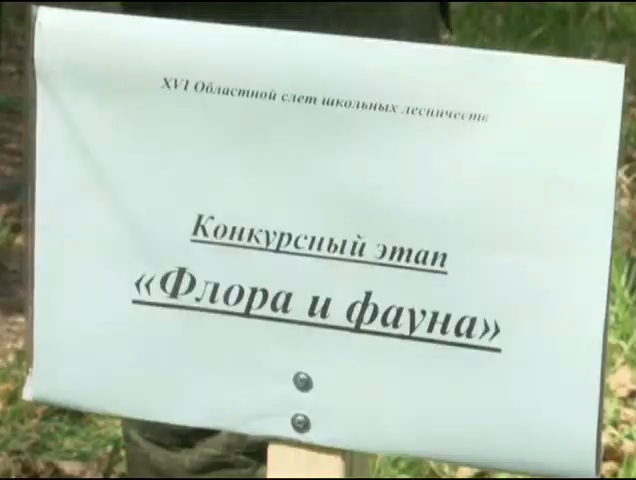 XVI Областной слет школьных лесничеств
Конкурсный этап
«Флора и фауна»